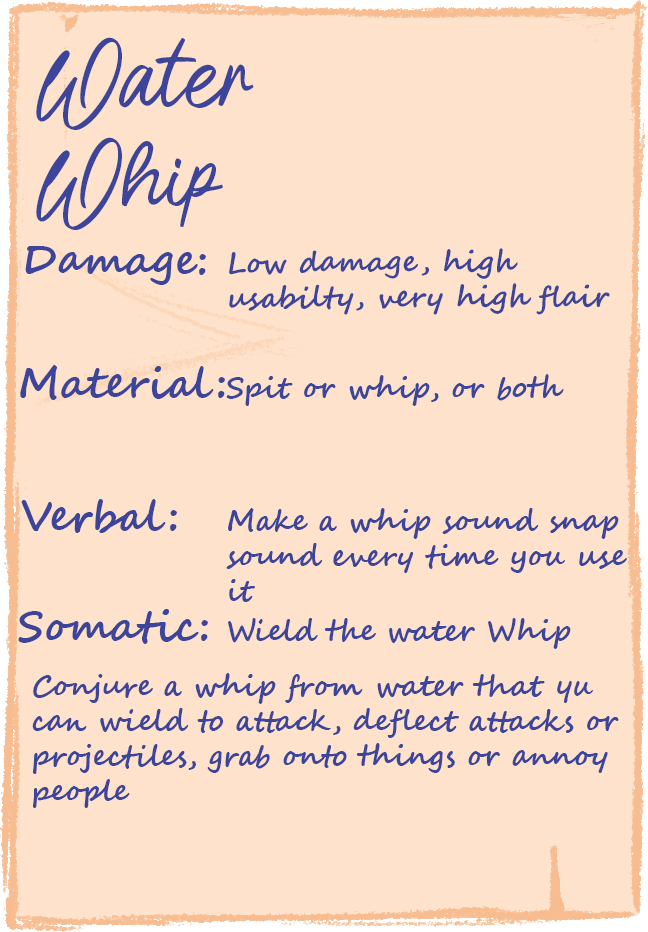 Water
Whip
Damage: Low damage, high
usabilty, very high flair
Material: Spit or whip, or both
Verbal: Make a whip sound snap
sound every time you use
it
Somatic: Wield the water Whip
Conjure a whip from water that yu
can wield to attack, deflect attacks or
projectiles, grab onto things or annoy
people